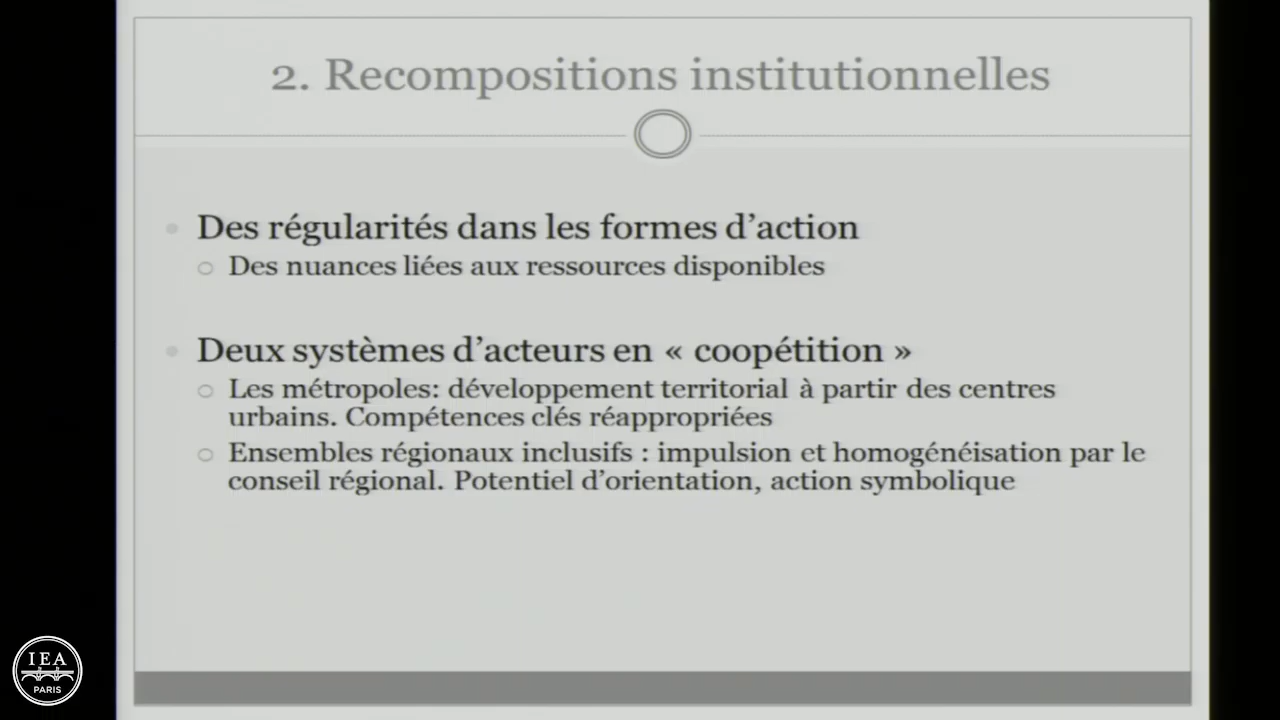 2. Recompositions institutionnelles
Des régularités dans les formes d'action
Des nuances liées aux ressources disponibles
Deux systèmes d'acteurs en « coopétition »
Les métropoles: développement territorial à partir des centres
urbains. Compétences clés réappropriées
Ensembles régionaux inclusifs : impulsion et homogénéisation par le
conseil régional. Potentiel d'orientation, action symbolique
IEA
PARIS